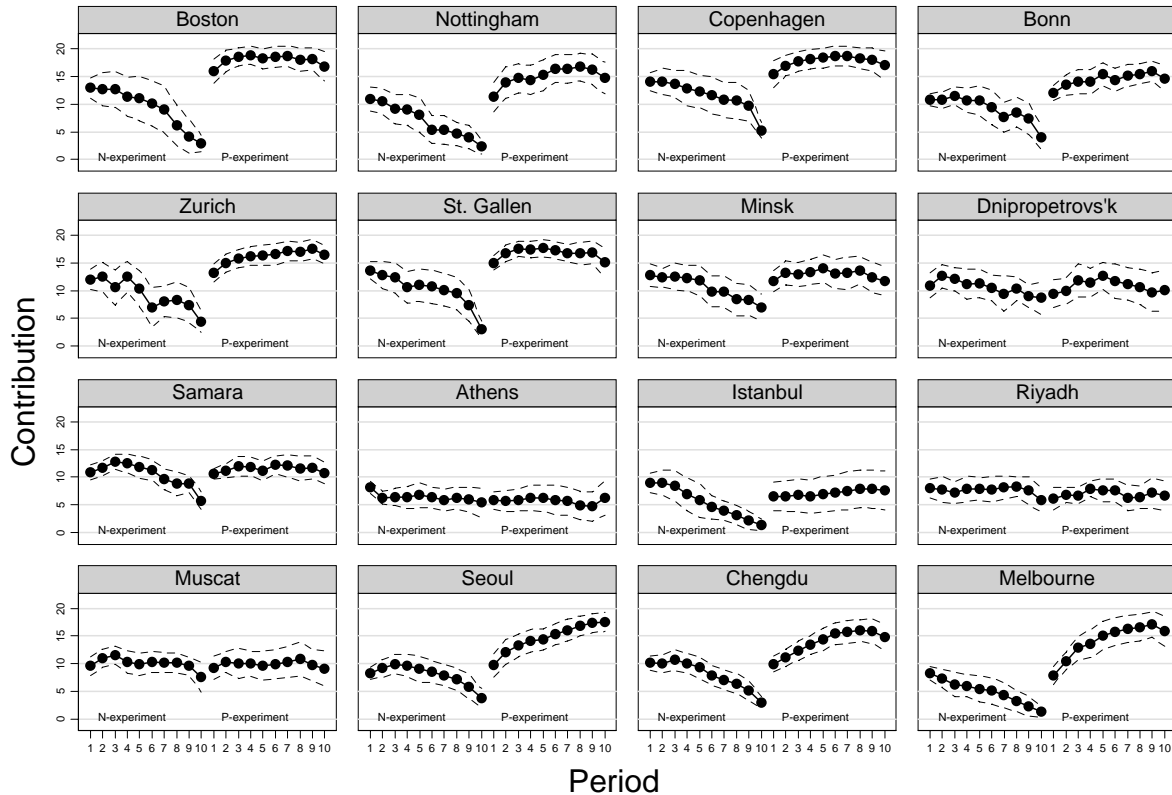 Boston Nottingham Copenhagen Bonn
20
15
10
5
0
N-experiment P-experiment N-experiment P-experiment N-experiment P-experiment N-experiment P-experiment
Zurich St. Gallen Minsk Dnipropetrovs'k
20
15
10
5
0
N-experiment P-experiment N-experiment P-experiment N-experiment P-experiment N-experiment P-experiment
Contribution
Samara Athens Istanbul Riyadh
20
15
10
5
0
N-experiment P-experiment N-experiment P-experiment N-experiment P-experiment N-experiment P-experiment
Muscat Seoul Chengdu Melbourne
20
15
10
5
0
N-experiment P-experiment N-experiment P-experiment N-experiment P-experiment N-experiment P-experiment
1 2 3 4 5 6 7 8 9 10 1 2 3 4 5 6 7 8 9 10 1 2 3 4 5 6 7 8 9 10 1 2 3 4 5 6 7 8 9 10 1 2 3 4 5 6 7 8 9 10 1 2 3 4 5 6 7 8 9 10 1 2 3 4 5 6 7 8 9 10 1 2 3 4 5 6 7 8 9 10
Period